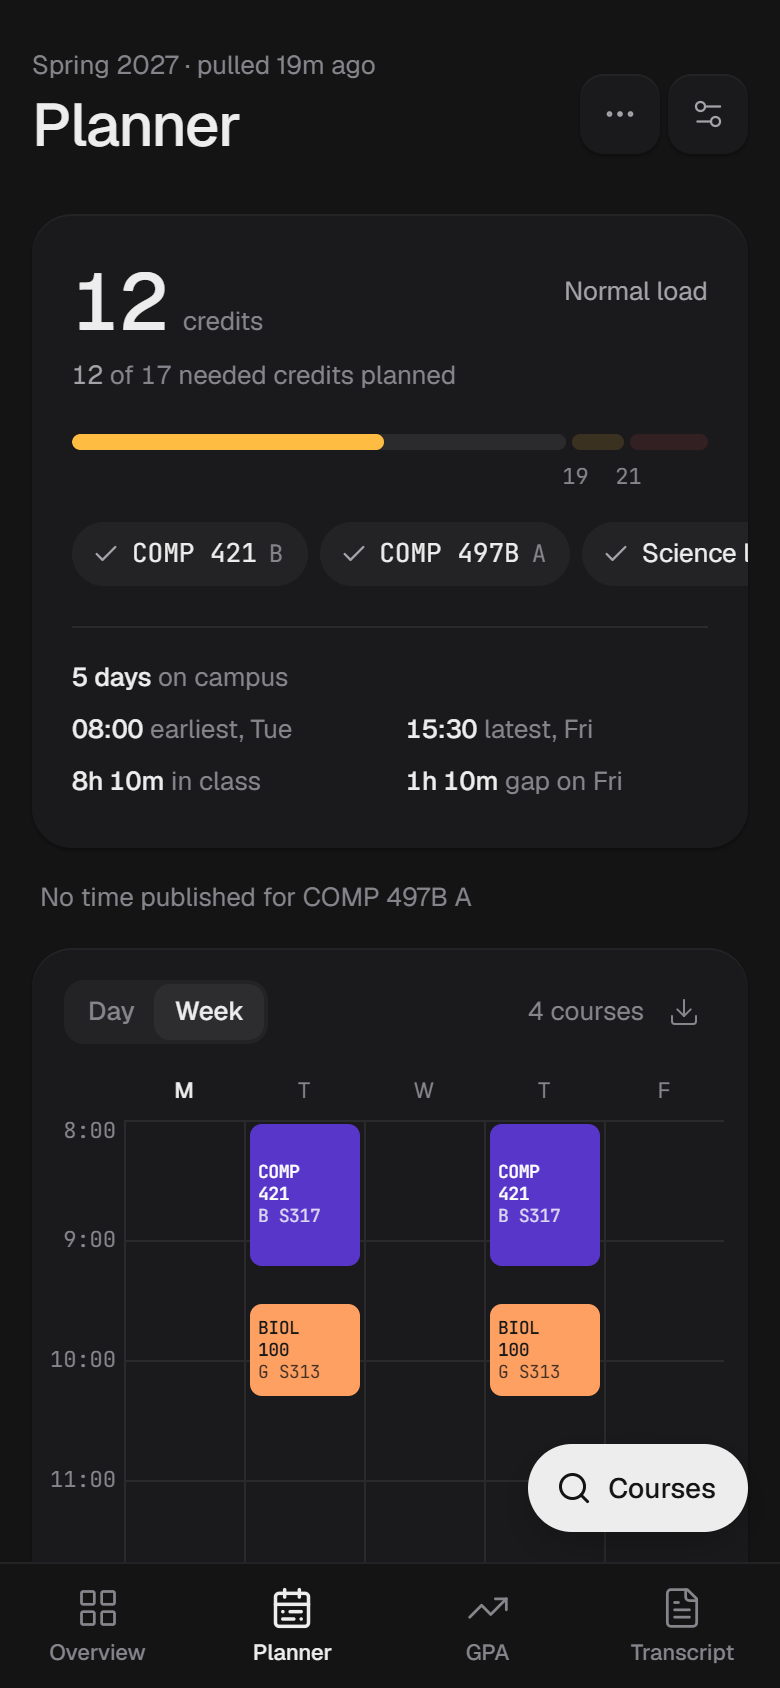 Spring 2027 · pulled 19m ago
Planner
12 credits
Normal load
12 of 17 needed credits planned
19 21
COMP 421 B
COMP 497B A
Science
5 days on campus
08:00 earliest, Tue
15:30 latest, Fri
8h 10m in class
1h 10m gap on Fri
No time published for COMP 497B A
Day
Week
4 courses
M T W T F
8:00
COMP
421
B S317
COMP
421
B S317
9:00
BIOL
100
G S313
BIOL
100
G S313
10:00
11:00
Courses
Overview
Planner
GPA
Transcript